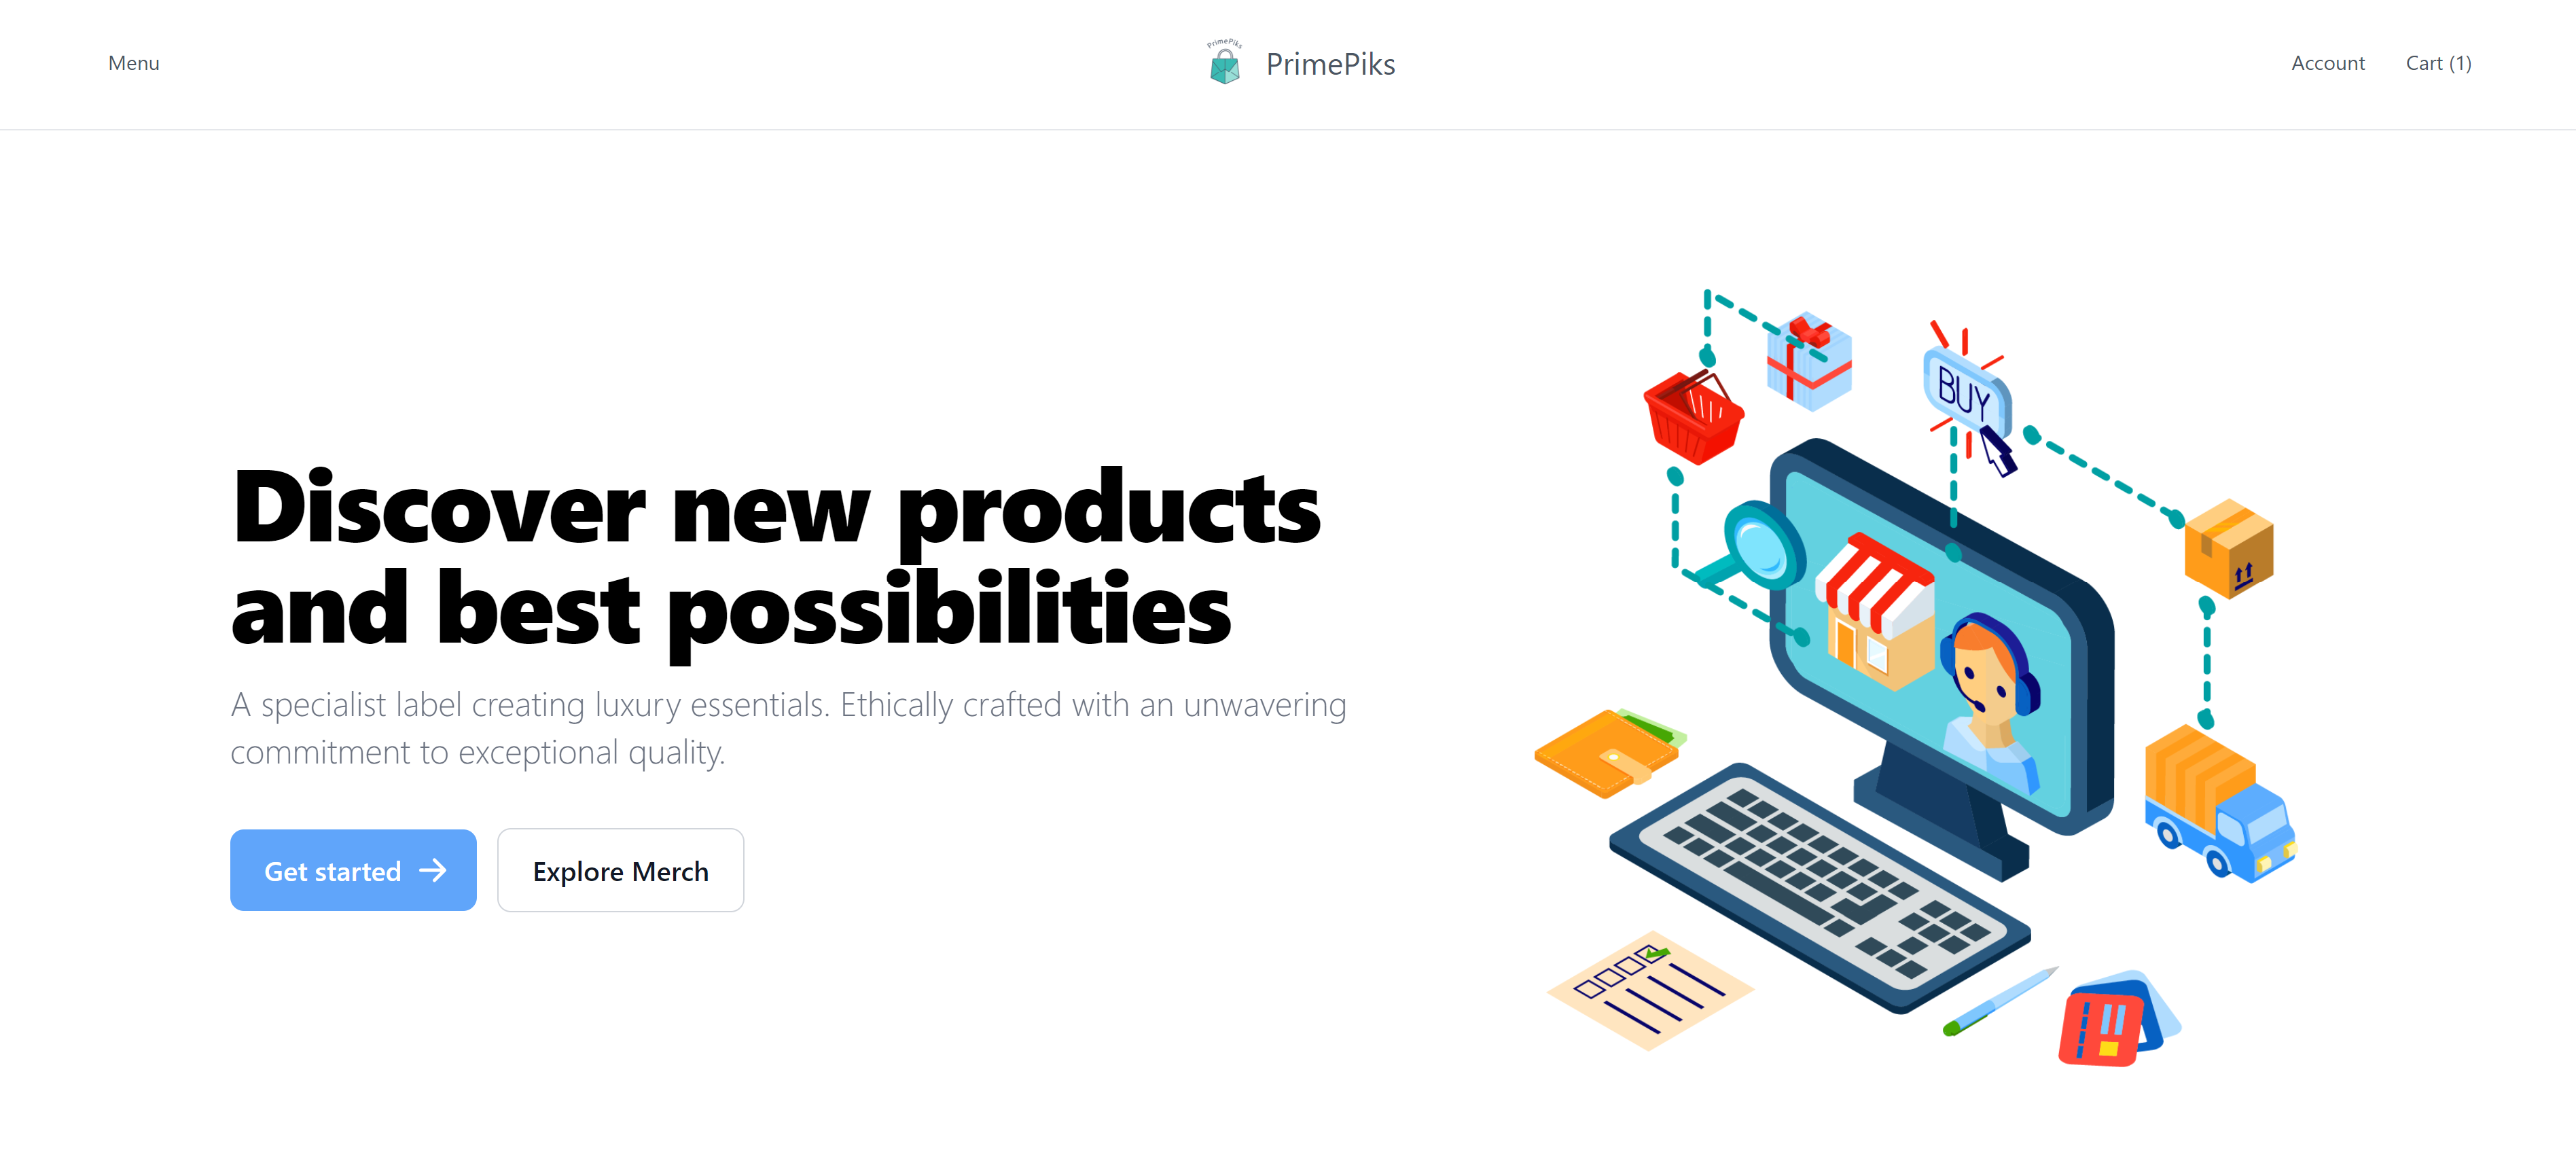 Menu
PrimePiks
PrimePiks
Account
Cart (1)
BUY
Discover new products
and best possibilities
A specialist label creating luxury essentials. Ethically crafted with an unwavering
commitment to exceptional quality.
Get started
Explore Merch